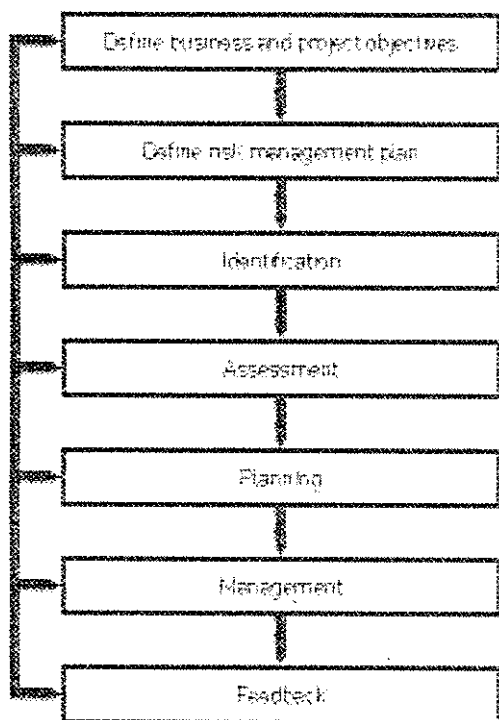 Define business and project objectives
Define risk management plan
Identification
Assessment
Planning
Management
Feedback